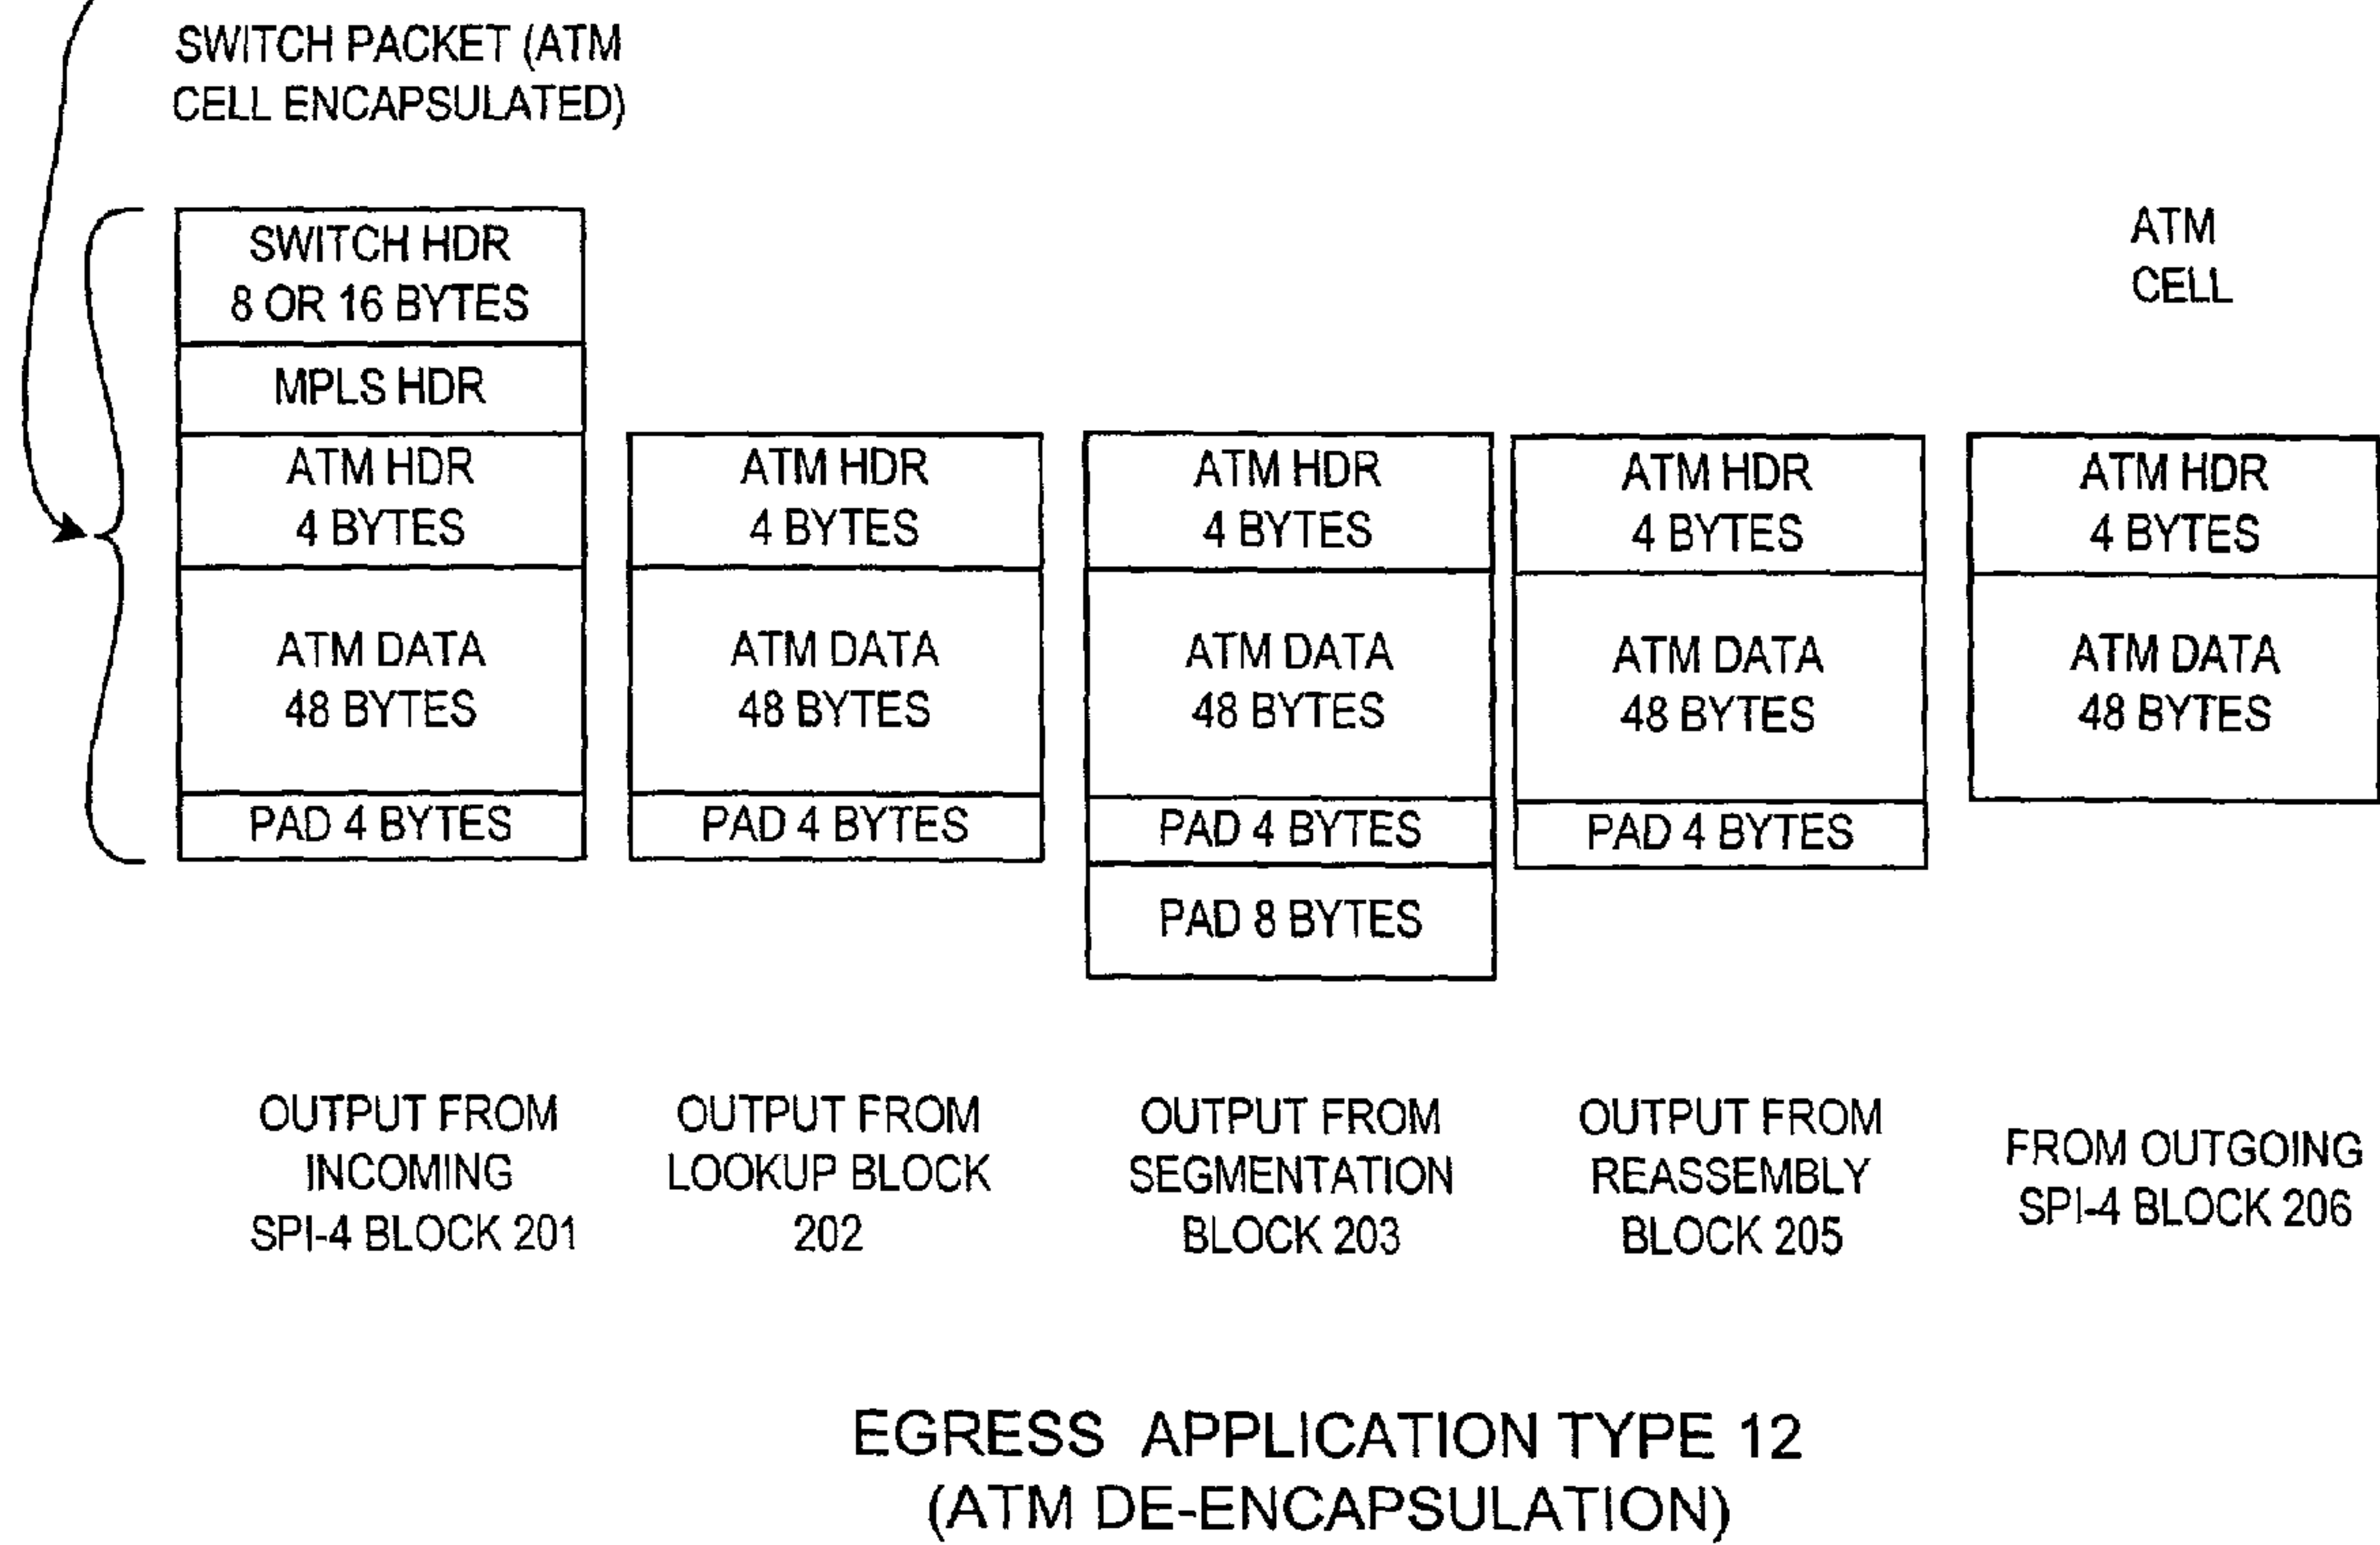 SWITCH PACKET (ATM
CELL ENCAPSULATED)
SWITCH HDR
8 OR 16 BYTES
MPLS HDR
ATM HDR
4 BYTES
ATM DATA
48 BYTES
PAD 4 BYTES
OUTPUT FROM
INCOMING
SPI-4 BLOCK 201
ATM HDR
4 BYTES
ATM DATA
48 BYTES
PAD 4 BYTES
OUTPUT FROM
LOOKUP BLOCK
202
ATM HDR
4 BYTES
ATM DATA
48 BYTES
PAD 4 BYTES
PAD 8 BYTES
OUTPUT FROM
SEGMENTATION
BLOCK 203
ATM HDR
4 BYTES
ATM DATA
48 BYTES
PAD 4 BYTES
OUTPUT FROM
REASSEMBLY
BLOCK 205
ATM
CELL
ATM HDR
4 BYTES
ATM DATA
48 BYTES
FROM OUTGOING
SPI-4 BLOCK 206
EGRESS APPLICATION TYPE 12
(ATM DE-ENCAPSULATION)